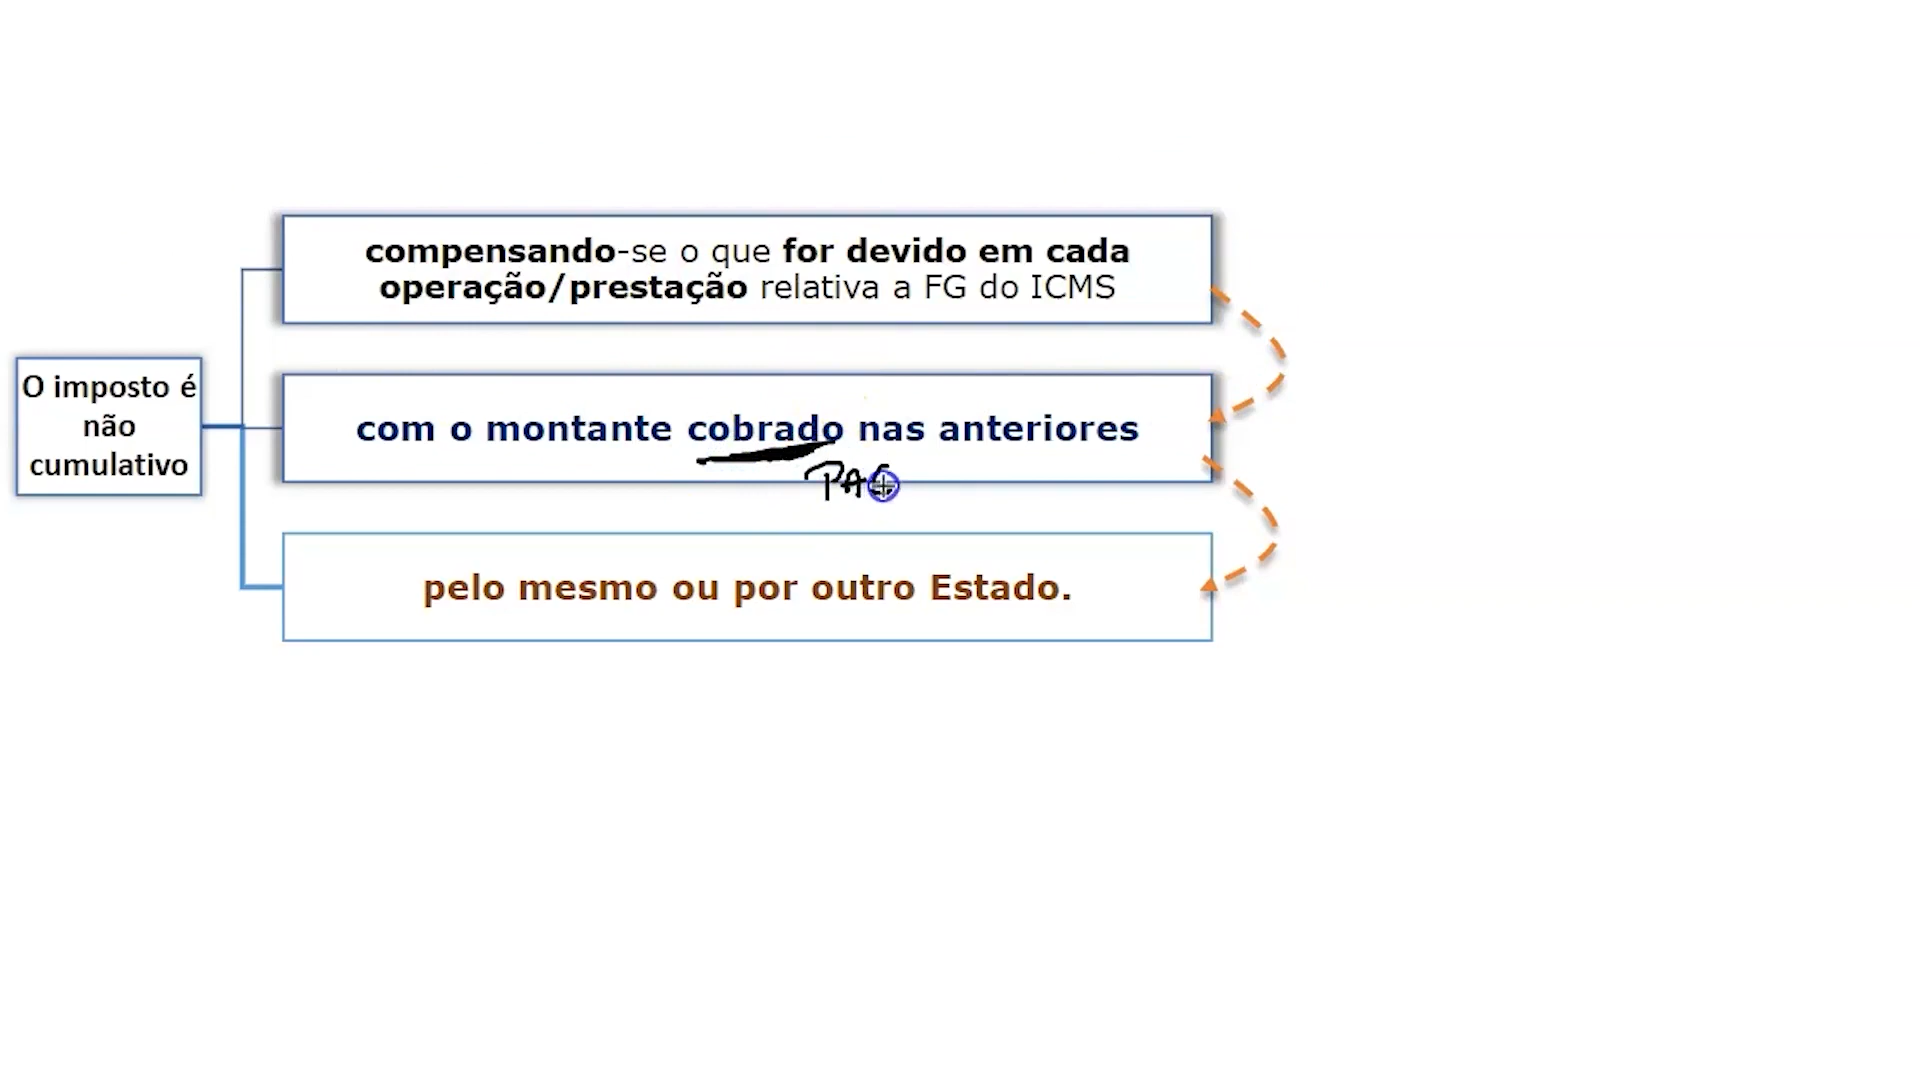 O imposto é
não
cumulativo
compensando-se o que for devido em cada
operação/prestação relativa a FG do ICMS
com o montante cobrado nas anteriores
PAG
pelo mesmo ou por outro Estado.